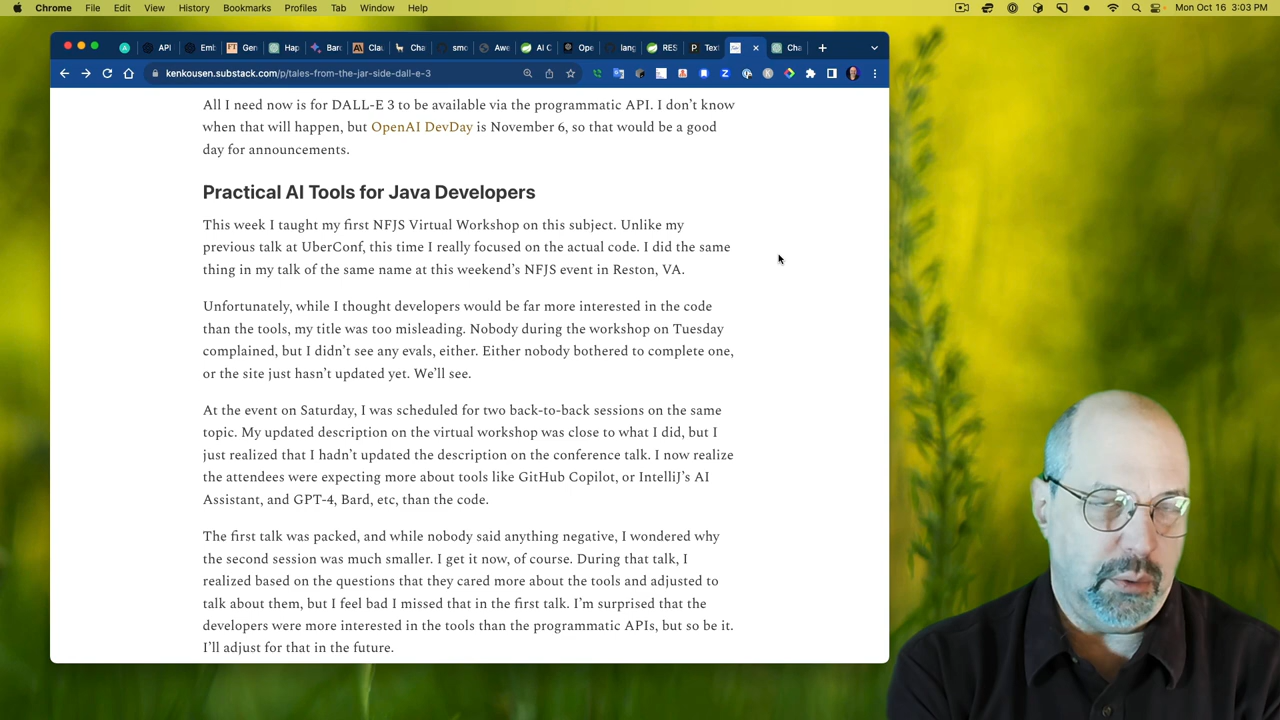 Chrome File Edit View History Bookmarks Profiles Tab Window Help Mon Oct 16 3:03 PM
API Em Ger Hap Bar Clau Cha smc Awe AI C Ope lang RES Text Cha
kenkousen.substack.com/p/tales-from-the-jar-side-dall-e-3
All I need now is for DALL-E 3 to be available via the programmatic API. I don’t know
when that will happen, but OpenAI DevDay is November 6, so that would be a good
day for announcements.
Practical AI Tools for Java Developers
This week I taught my first NFJS Virtual Workshop on this subject. Unlike my
previous talk at UberConf, this time I really focused on the actual code. I did the same
thing in my talk of the same name at this weekend’s NFJS event in Reston, VA.
Unfortunately, while I thought developers would be far more interested in the code
than the tools, my title was too misleading. Nobody during the workshop on Tuesday
complained, but I didn’t see any evals, either. Either nobody bothered to complete one,
or the site just hasn’t updated yet. We’ll see.
At the event on Saturday, I was scheduled for two back-to-back sessions on the same
topic. My updated description on the virtual workshop was close to what I did, but I
just realized that I hadn’t updated the description on the conference talk. I now realize
the attendees were expecting more about tools like GitHub Copilot, or IntelliJ’s AI
Assistant, and GPT-4, Bard, etc, than the code.
The first talk was packed, and while nobody said anything negative, I wondered why
the second session was much smaller. I get it now, of course. During that talk, I
realized based on the questions that they cared more about the tools and adjusted to
talk about them, but I feel bad I missed that in the first talk. I’m surprised that the
developers were more interested in the tools than the programmatic APIs, but so be it.
I’ll adjust for that in the future.